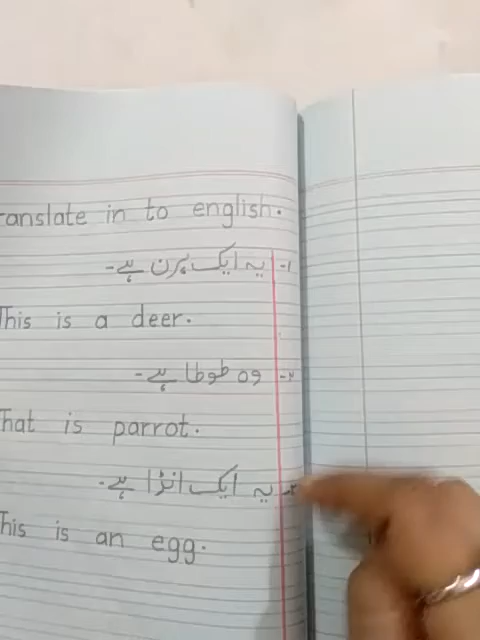 ranslate in to english.
۱- یہ ایک ہرن ہے-
This is a deer.
۲- وہ طوطا ہے-
That is parrot.
یہ ایک انڈا ہے-
This is an egg.